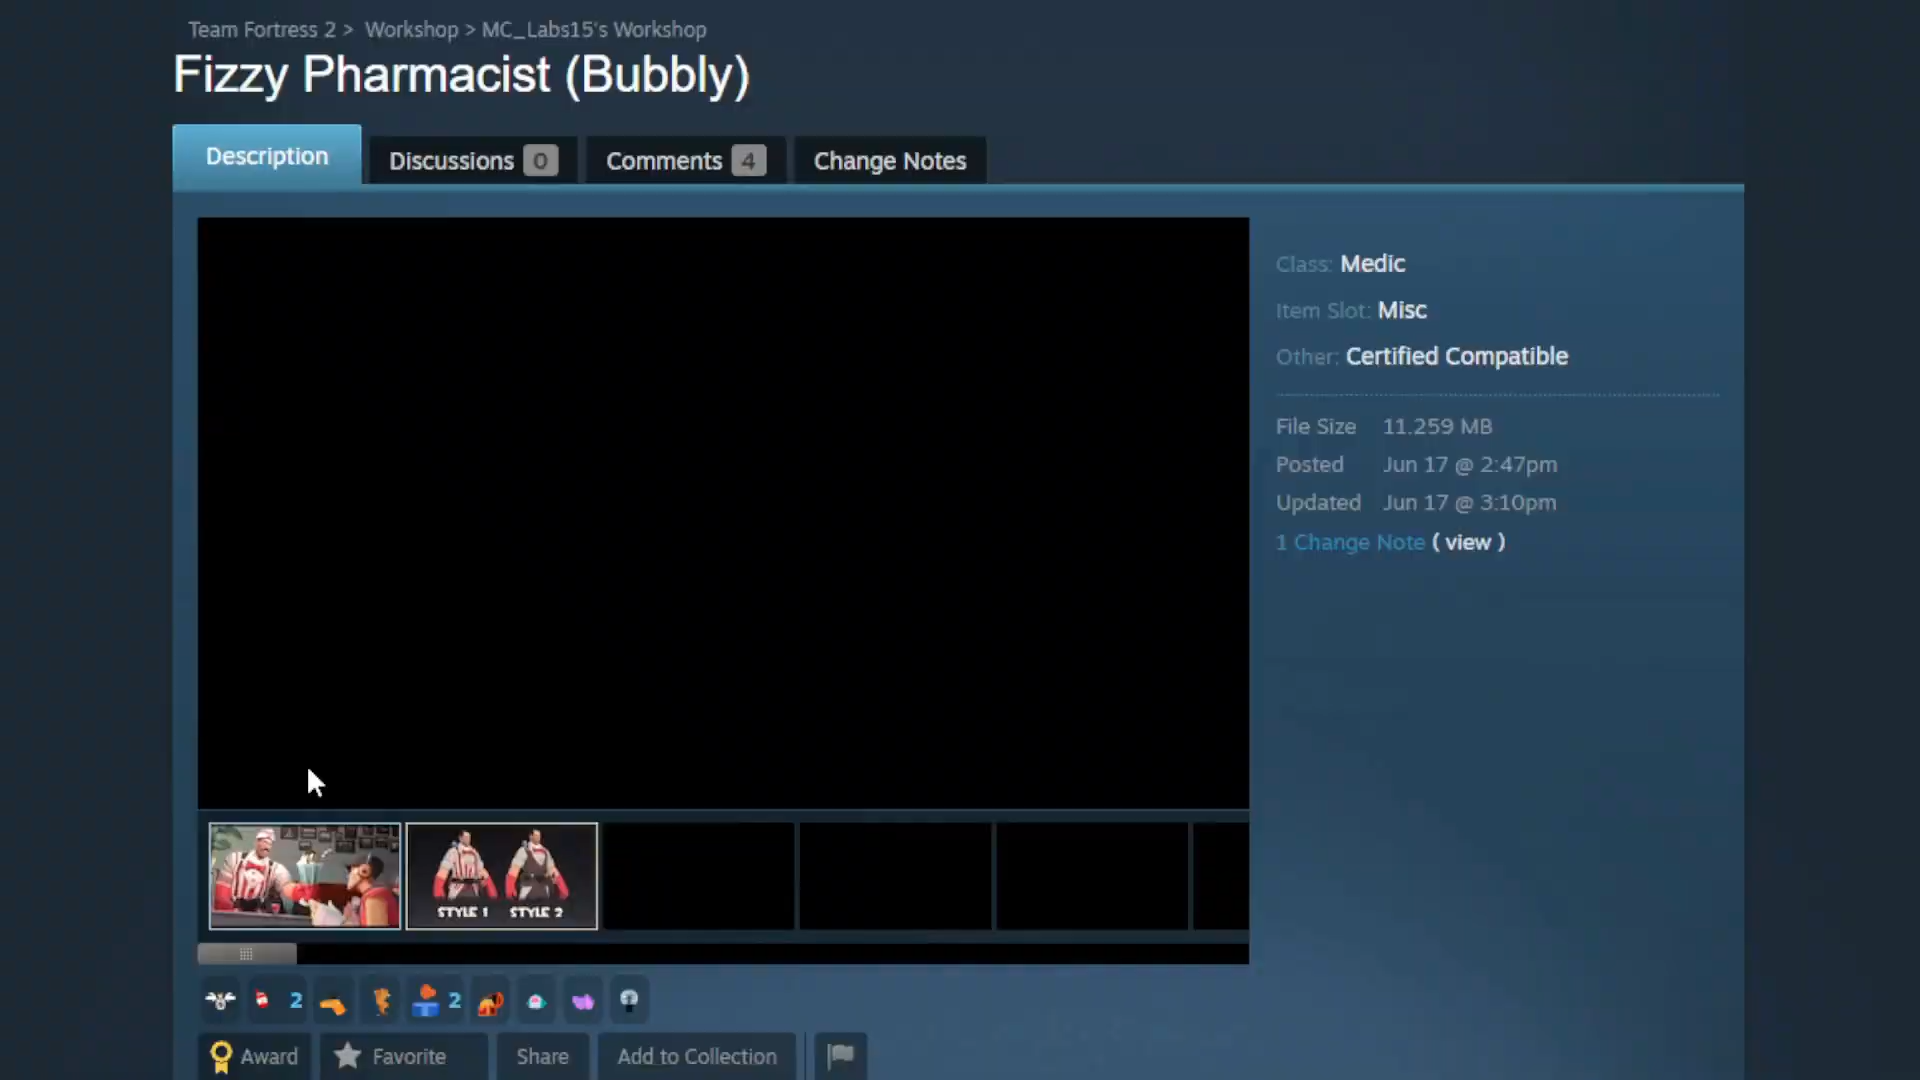 Team Fortress 2 > Workshop > MC_Labs15's Workshop
Fizzy Pharmacist (Bubbly)
Description
Discussions 0
Comments 4
Change Notes
Class: Medic
Item Slot: Misc
Other: Certified Compatible
File Size 11.259 MB
Posted Jun 17 @ 2:47pm
Updated Jun 17 @ 3:10pm
1 Change Note ( view )
STYLE 1 STYLE 2
2 2
Award Favorite Share Add to Collection